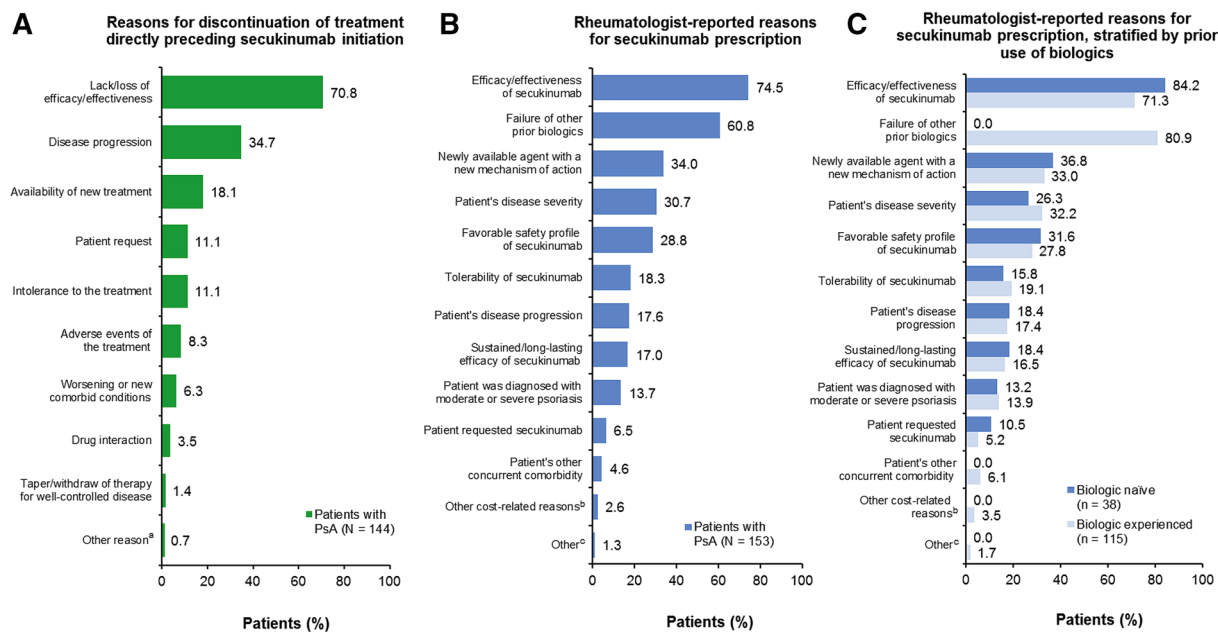 A
Reasons for discontinuation of treatment
directly preceding secukinumab initiation
Lack/loss of
efficacy/effectiveness
70.8
Disease progression
34.7
Availability of new treatment
18.1
Patient request
11.1
Intolerance to the treatment
11.1
Adverse events of
the treatment
8.3
Worsening or new
comorbid conditions
6.3
Drug interaction
3.5
Taper/withdraw of therapy
for well-controlled disease
1.4
Other reasonᵃ
0.7
Patients with
PsA (N = 144)
0 20 40 60 80 100
Patients (%)
B
Rheumatologist-reported reasons
for secukinumab prescription
Efficacy/effectiveness
of secukinumab
74.5
Failure of other
prior biologics
60.8
Newly available agent with a
new mechanism of action
34.0
Patient's disease severity
30.7
Favorable safety profile
of secukinumab
28.8
Tolerability of secukinumab
18.3
Patient's disease progression
17.6
Sustained/long-lasting
efficacy of secukinumab
17.0
Patient was diagnosed with
moderate or severe psoriasis
13.7
Patient requested secukinumab
6.5
Patient's other
concurrent comorbidity
4.6
Other cost-related reasonsᵇ
2.6
Otherᶜ
1.3
Patients with
PsA (N = 153)
0 20 40 60 80 100
Patients (%)
C
Rheumatologist-reported reasons for
secukinumab prescription, stratified by prior
use of biologics
Efficacy/effectiveness
of secukinumab
84.2
71.3
Failure of other
prior biologics
0.0
80.9
Newly available agent with
a new mechanism of action
36.8
33.0
Patient's disease severity
26.3
32.2
Favorable safety profile
of secukinumab
31.6
27.8
Tolerability of secukinumab
15.8
19.1
Patient's disease
progression
18.4
17.4
Sustained/long-lasting
efficacy of secukinumab
18.4
16.5
Patient was diagnosed with
moderate or severe psoriasis
13.2
13.9
Patient requested
secukinumab
10.5
5.2
Patient's other
concurrent comorbidity
0.0
6.1
Other cost-related
reasonsᵇ
0.0
3.5
Otherᶜ
0.0
1.7
Biologic naïve
(n = 38)
Biologic experienced
(n = 115)
0 20 40 60 80 100
Patients (%)